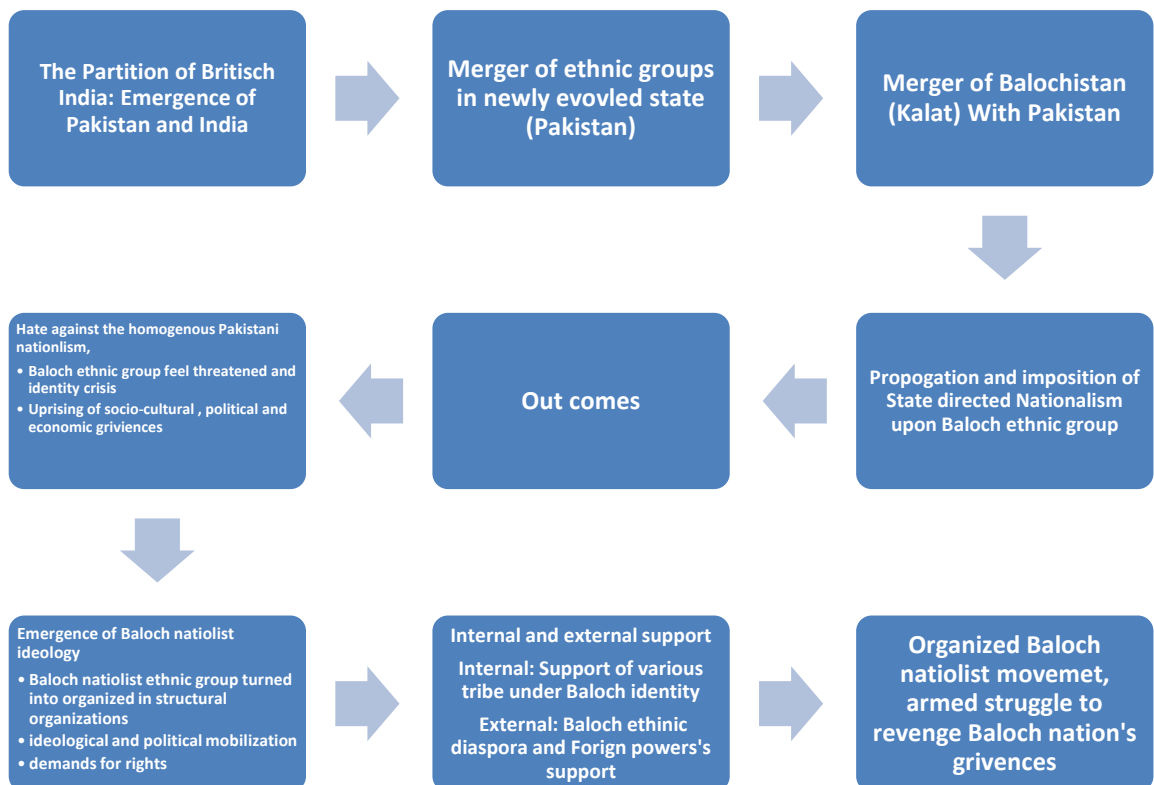 The Partition of Britisch
India: Emergence of
Pakistan and India
Merger of ethnic groups
in newly evovled state
(Pakistan)
Merger of Balochistan
(Kalat) With Pakistan
Propogation and imposition of
State directed Nationalism
upon Baloch ethnic group
Out comes
Hate against the homogenous Pakistani
nationlism,
• Baloch ethnic group feel threatened and
identity crisis
• Uprising of socio-cultural , political and
economic griviences
Emergence of Baloch natiolist
ideology
• Baloch natiolist ethnic group turned
into organized in structural
organizations
• ideological and political mobilization
• demands for rights
Internal and external support
Internal: Support of various
tribe under Baloch identity
External: Baloch ethinic
diaspora and Forign powers's
support
Organized Baloch
natiolist movemet,
armed struggle to
revenge Baloch nation's
grivences